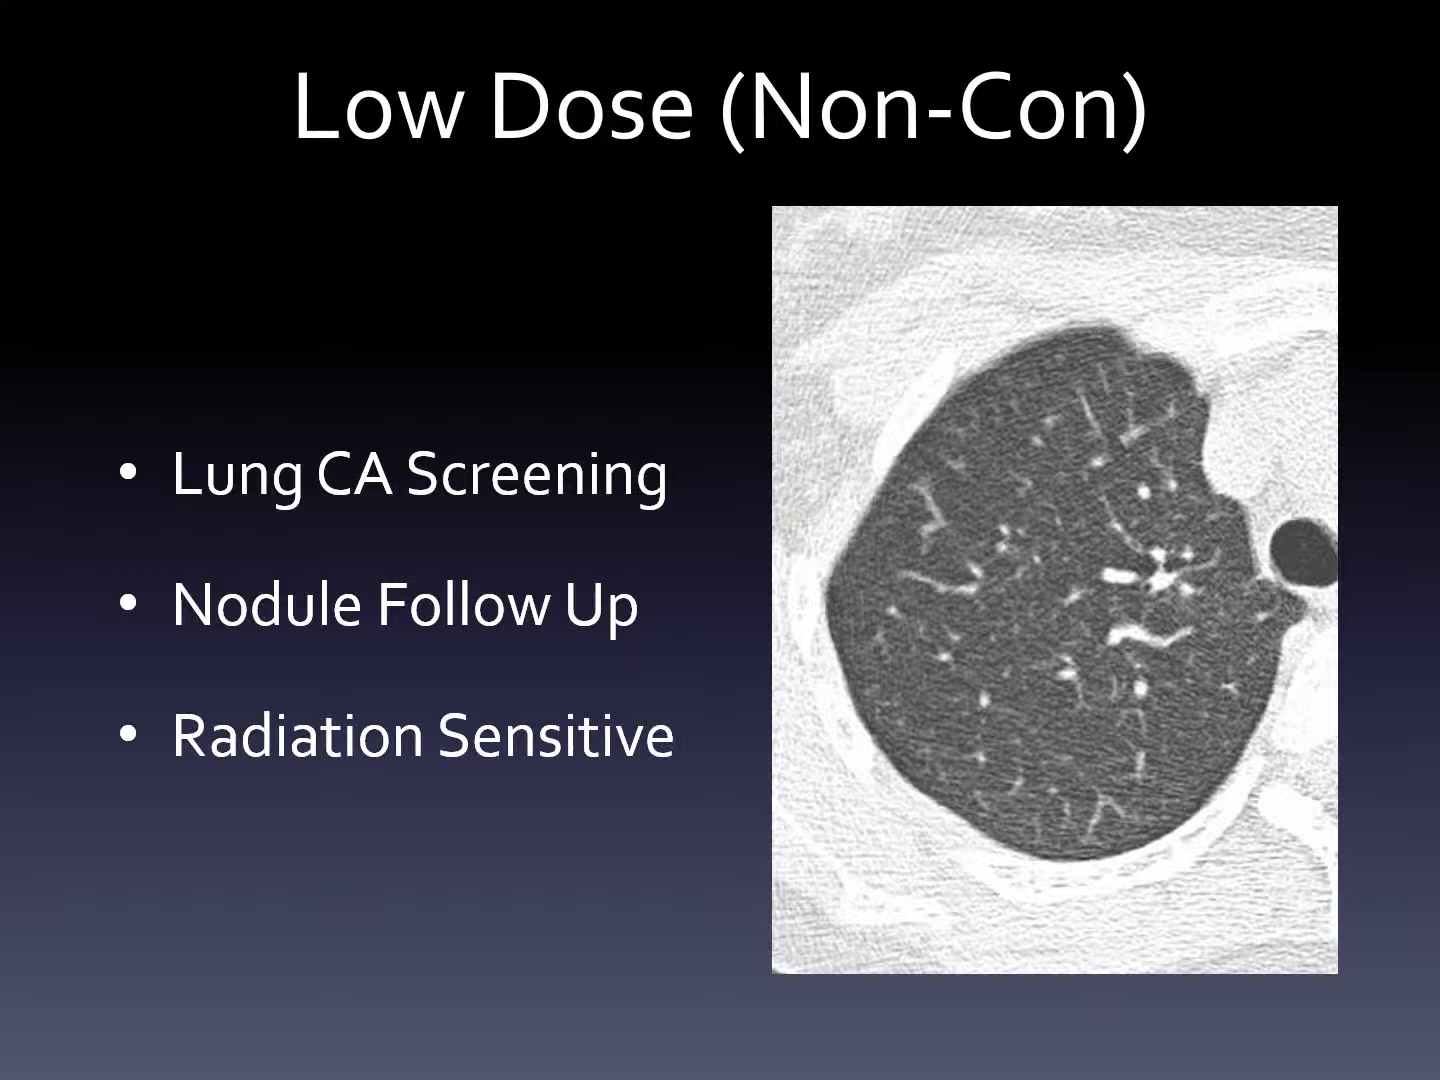 Low Dose (Non-Con)
• Lung CA Screening
• Nodule Follow Up
• Radiation Sensitive